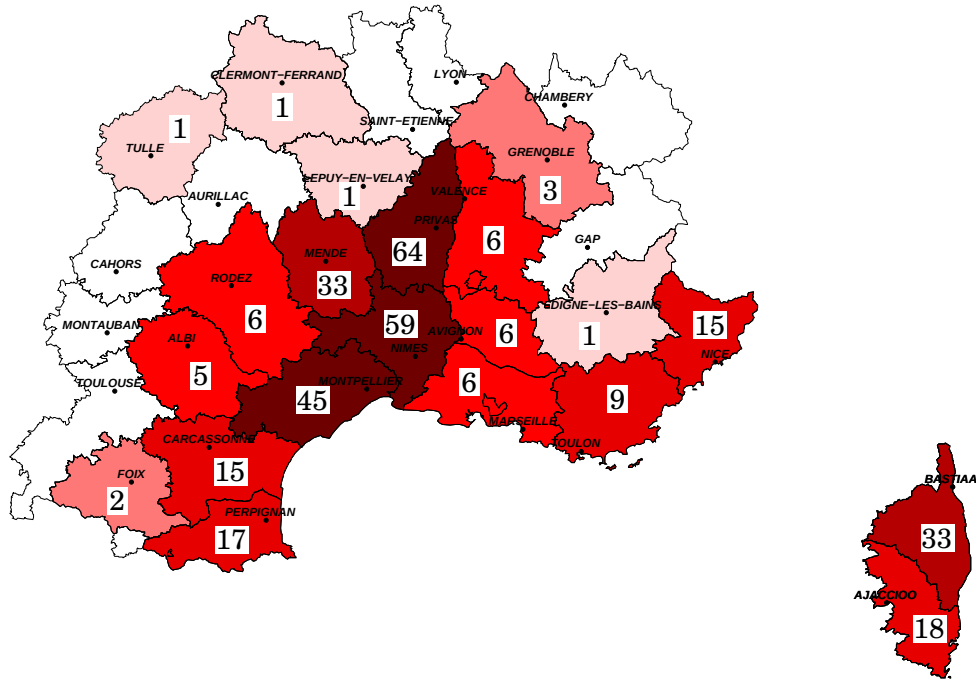 LYON
CLERMONT−FERRAND
CHAMBERY
1
SAINT−ETIENNE
1
TULLE
GRENOBLE
LEPUY−EN−VELAY
3
1
VALENCE
AURILLAC
PRIVAS
6
GAP
64
MENDE
CAHORS
RODEZ
33
DIGNE−LES−BAINS
6
59
MONTAUBAN
AVIGNON
6
1
15
ALBI
NIMES
NICE
5
TOULOUSE
MONTPELLIER
6
45
9
MARSEILLE
CARCASSONNE
TOULON
15
FOIX
BASTIAA
2
PERPIGNAN
17
33
AJACCIOO
18